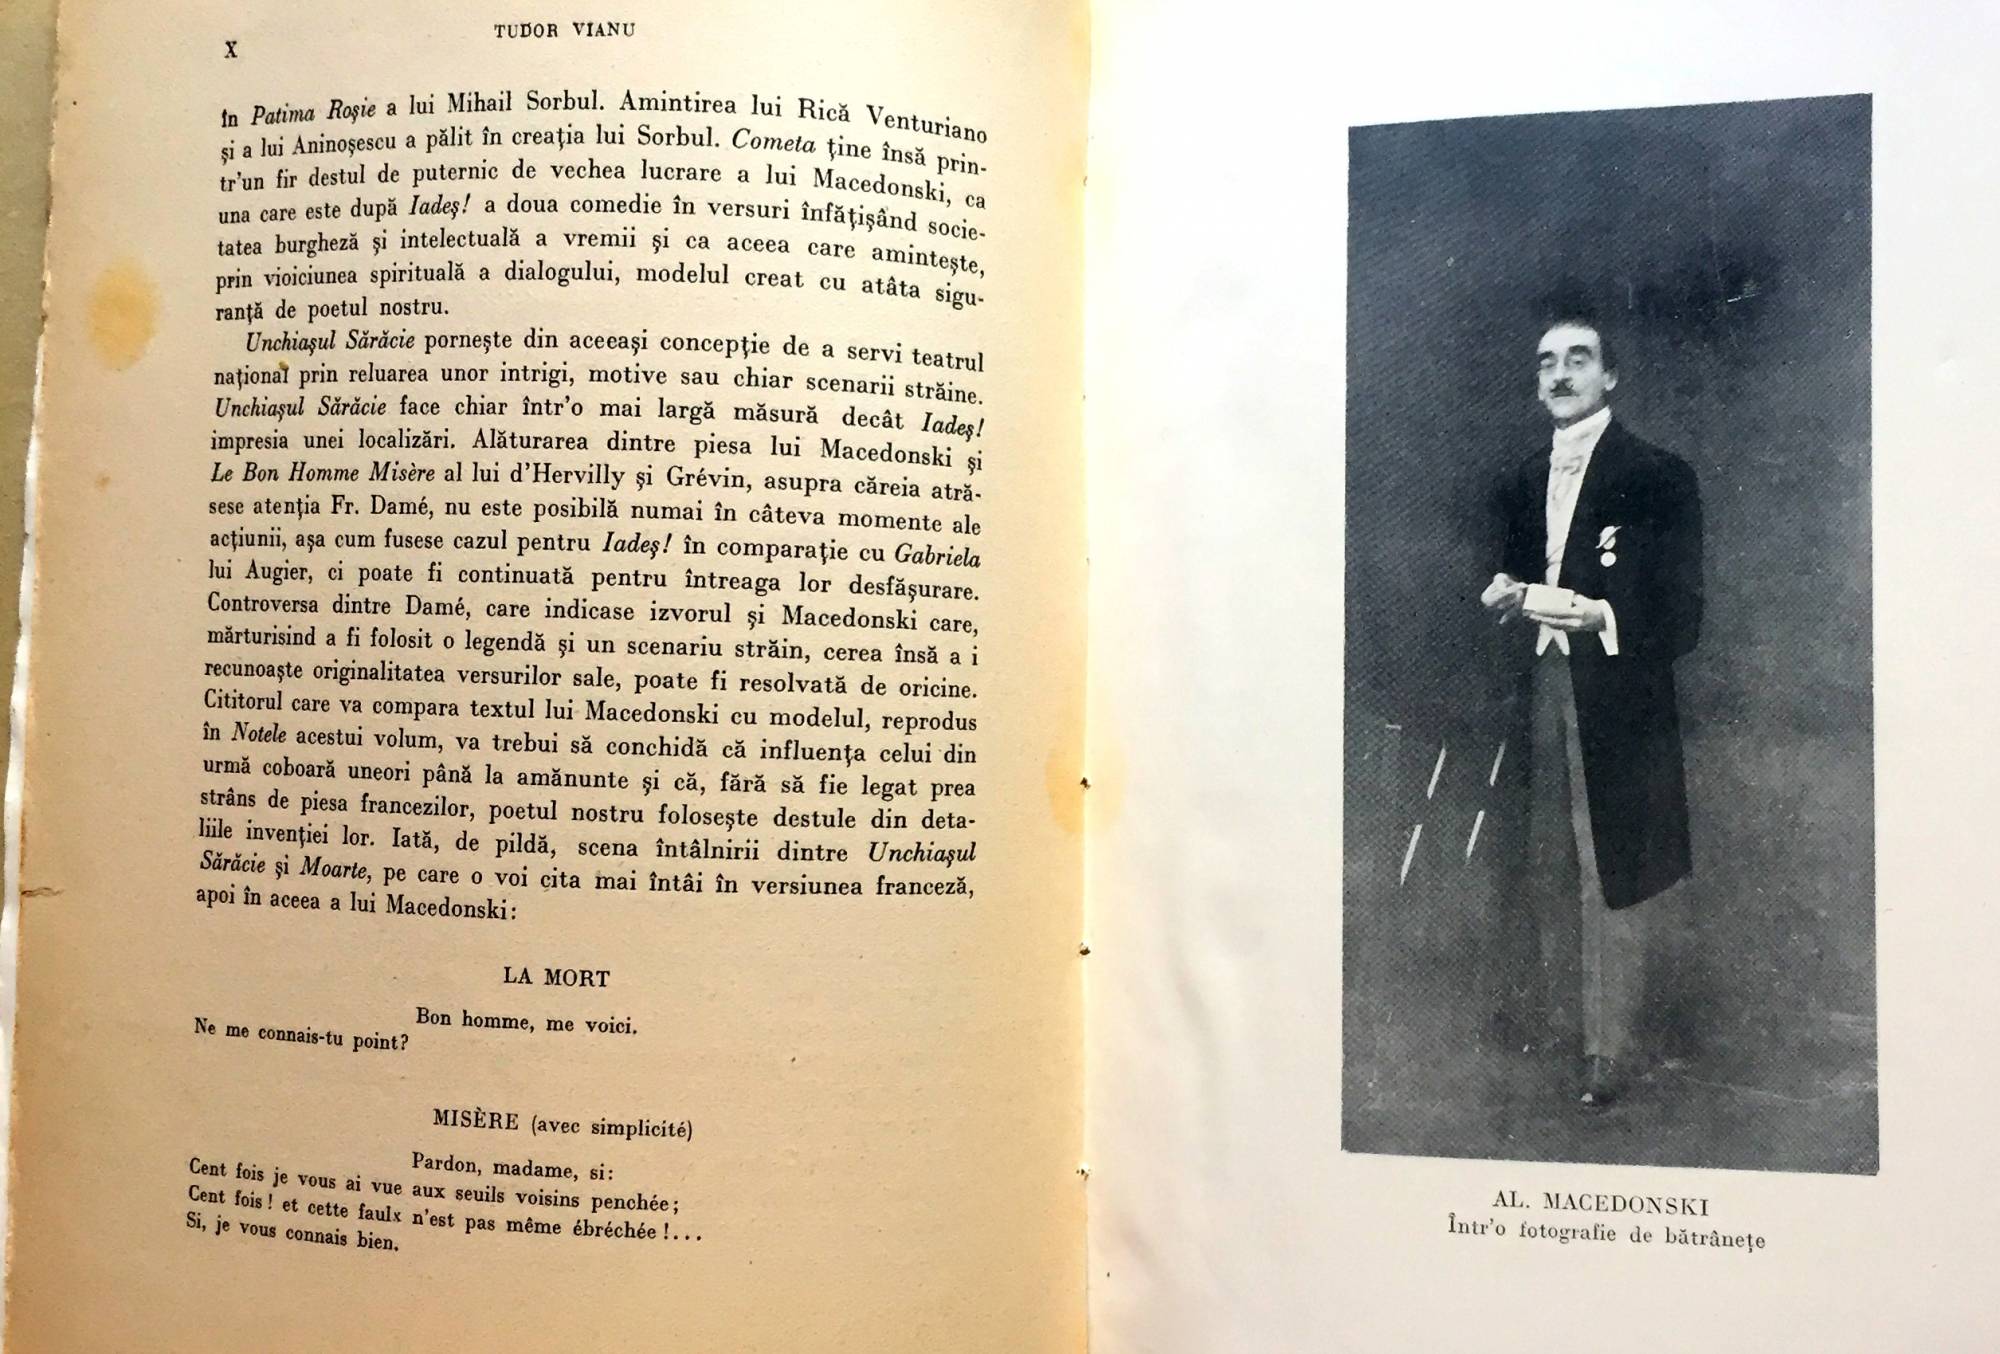 X
TUDOR VIANU
în Patima Roşie a lui Mihail Sorbul. Amintirea lui Rică Venturiano
şi a lui Aninoşescu a pălit în creaţia lui Sorbul. Cometa ţine însă prin-
tr'un fir destul de puternic de vechea lucrare a lui Macedonski, ca
una care este după Iadeş! a doua comedie în versuri înfăţişând socie-
tatea burgheză şi intelectuală a vremii şi ca aceea care aminteşte,
prin vioiciunea spirituală a dialogului, modelul creat cu atâta sigu-
ranţă de poetul nostru.
Unchiaşul Sărăcie porneşte din aceeaşi concepţie de a servi teatrul
naţional prin reluarea unor intrigi, motive sau chiar scenarii străine.
Unchiaşul Sărăcie face chiar într'o mai largă măsură decât Iadeş!
impresia unei localizări. Alăturarea dintre piesa lui Macedonski şi
Le Bon Homme Misère al lui d'Hervilly şi Grévin, asupra căreia atră-
sese atenţia Fr. Damé, nu este posibilă numai în câteva momente ale
acţiunii, aşa cum fusese cazul pentru Iadeş! în comparaţie cu Gabriela
lui Augier, ci poate fi continuată pentru întreaga lor desfăşurare.
Controversa dintre Damé, care indicase izvorul şi Macedonski care,
mărturisind a fi folosit o legendă şi un scenariu străin, cerea însă a i
recunoaşte originalitatea versurilor sale, poate fi resolvată de oricine.
Cititorul care va compara textul lui Macedonski cu modelul, reprodus
în Notele acestui volum, va trebui să conchidă că influenţa celui din
urmă coboară uneori până la amănunte şi că, fără să fie legat prea
strâns de piesa francezilor, poetul nostru foloseşte destule din deta-
liile invenţiei lor. Iată, de pildă, scena întâlnirii dintre Unchiaşul
Sărăcie şi Moarte, pe care o voi cita mai întâi în versiunea franceză,
apoi în aceea a lui Macedonski:
LA MORT
Bon homme, me voici.
Ne me connais-tu point?
MISÈRE (avec simplicité)
Pardon, madame, si:
Cent fois je vous ai vue aux seuils voisins penchée;
Cent fois! et cette faulx n'est pas même ébréchée!...
Si, je vous connais bien.
AL. MACEDONSKI
Într'o fotografie de bătrâneţe